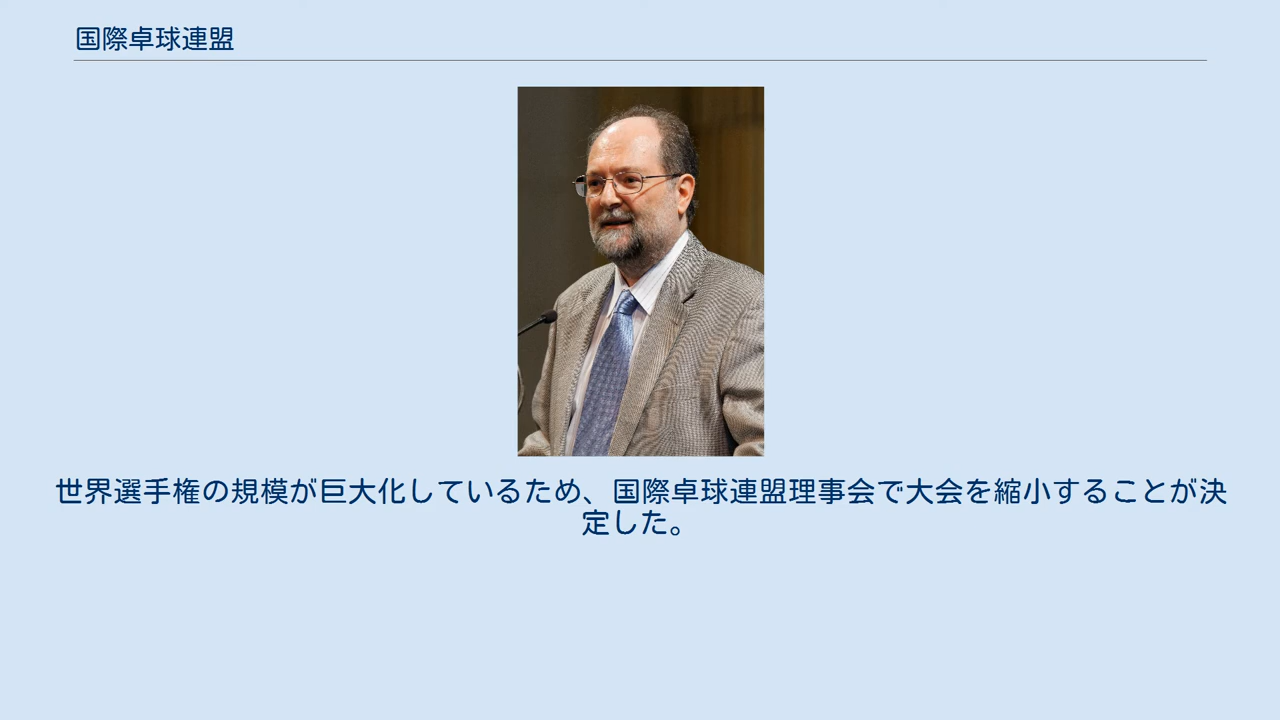 国際卓球連盟
世界選手権の規模が巨大化しているため、国際卓球連盟理事会で大会を縮小することが決
定した。